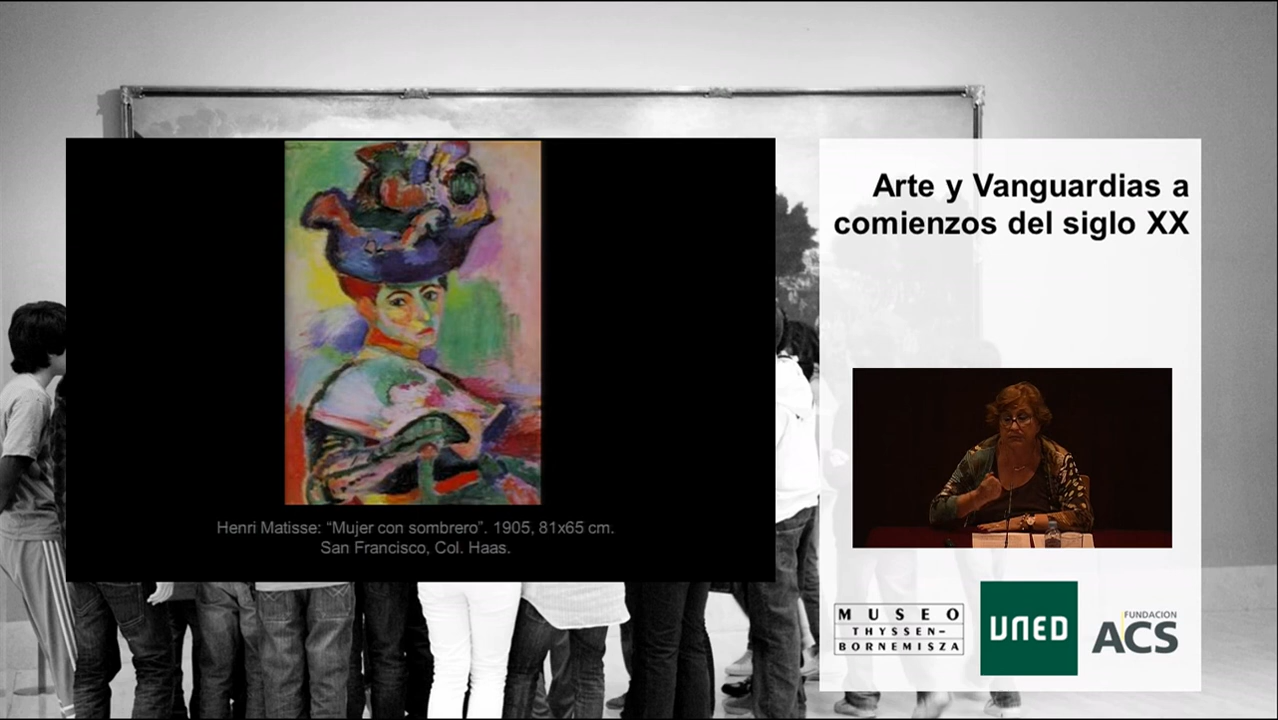 Arte y Vanguardias a
comienzos del siglo XX
Henri Matisse: “Mujer con sombrero”. 1905, 81x65 cm.
San Francisco, Col. Haas.
MUSEO
THYSSEN-
BORNEMISZA
UNED
FUNDACIÓN
ACS